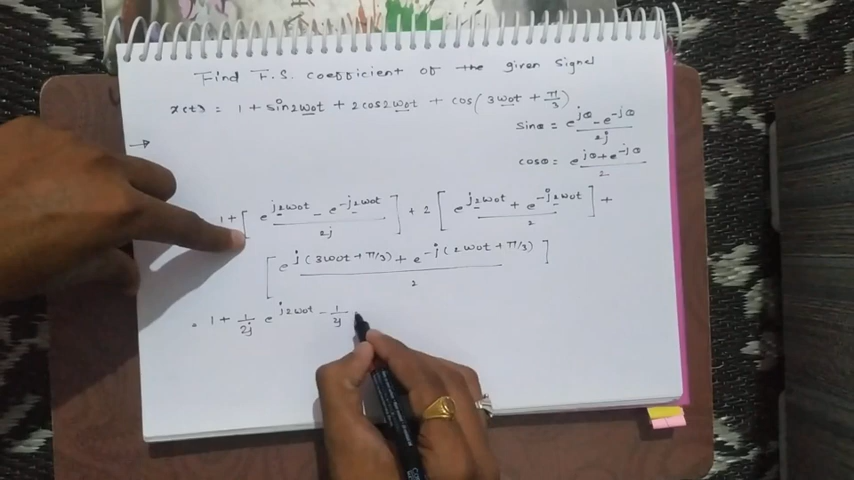 Find F.S. coefficient of the given signal
x(t) = 1 + sin2ω₀t + 2cos2ω₀t + cos(3ω₀t + π/3)
sinθ = (e^{jθ} - e^{-jθ})/2j
→
cosθ = (e^{jθ} + e^{-jθ})/2
1 + [(e^{j2ω₀t} - e^{-j2ω₀t})/2j] + 2[(e^{j2ω₀t} + e^{-j2ω₀t})/2] +
[(e^{j(3ω₀t + π/3)} + e^{-j(2ω₀t + π/3)})/2]
= 1 + 1/2j e^{j2ω₀t} - 1/2j